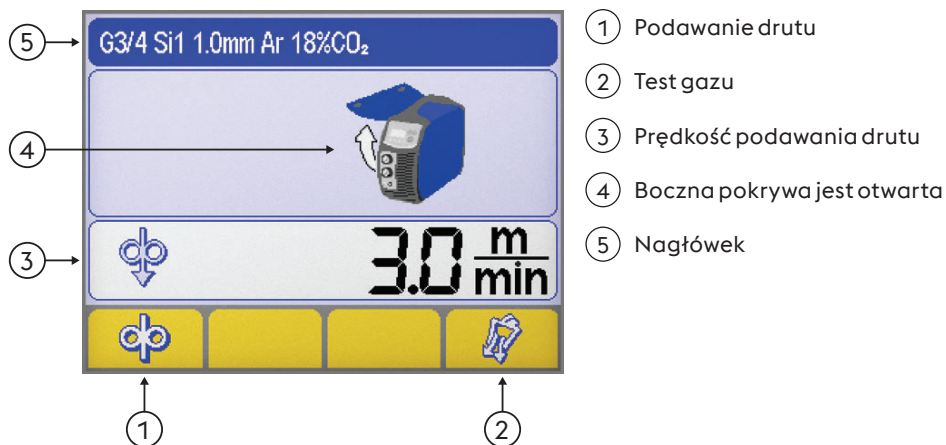 5
G3/4 Si1 1.0mm Ar 18%CO₂
4
3
3.0 m/min
1
2
1 Podawanie drutu
2 Test gazu
3 Prędkość podawania drutu
4 Boczna pokrywa jest otwarta
5 Nagłówek